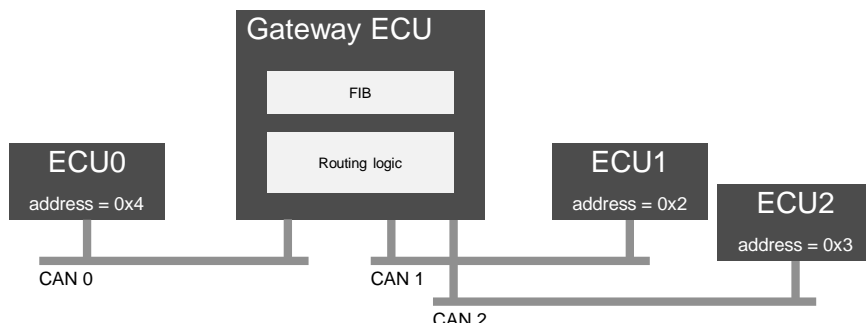 Gateway ECU
FIB
Routing logic
ECU0
address = 0x4
ECU1
address = 0x2
ECU2
address = 0x3
CAN 0
CAN 1
CAN 2